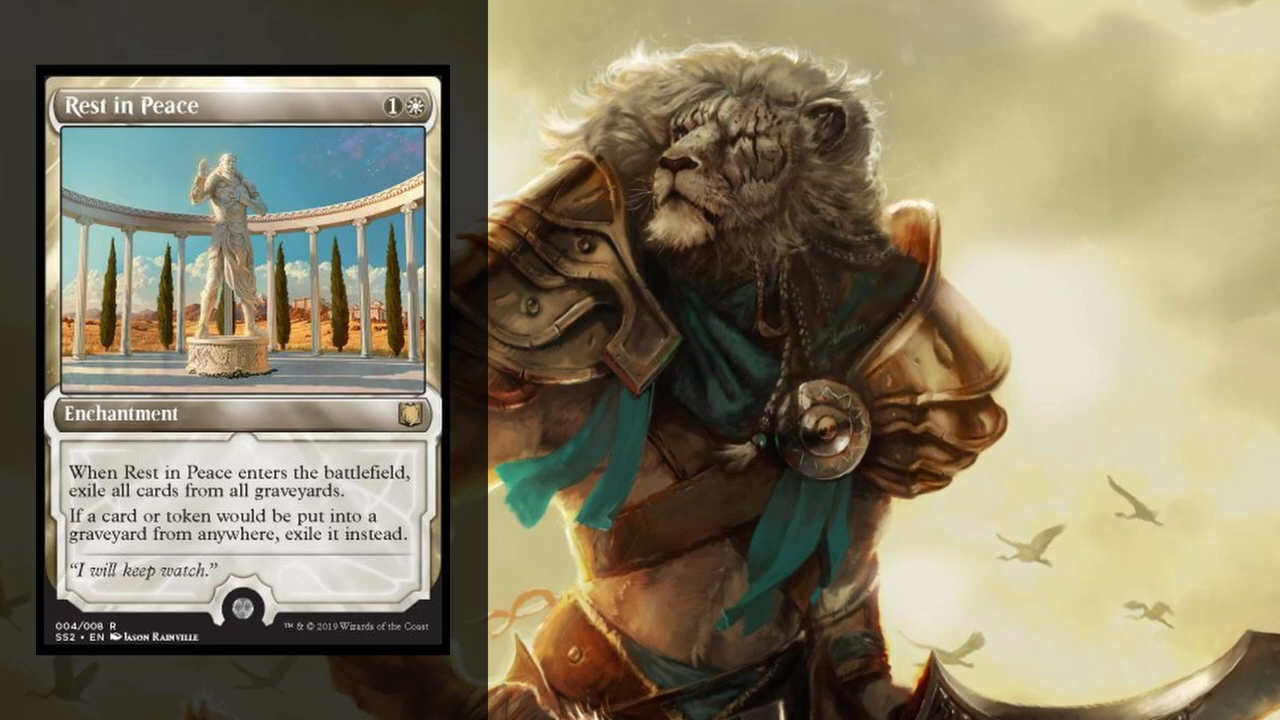 Rest in Peace 1
Enchantment
When Rest in Peace enters the battlefield,
exile all cards from all graveyards.
If a card or token would be put into a
graveyard from anywhere, exile it instead.
“I will keep watch.”
004/008 R
SS2 • EN Jason Rainville
™ & © 2019 Wizards of the Coast